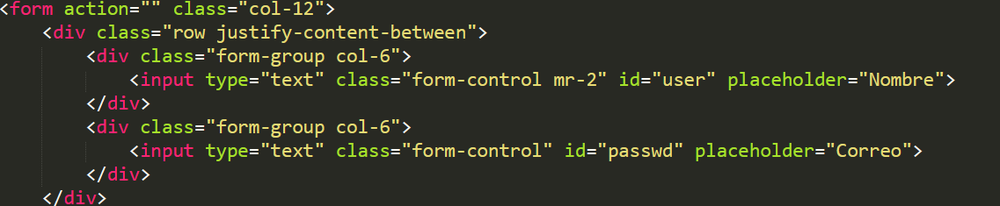 <form action="" class="col-12">
<div class="row justify-content-between">
<div class="form-group col-6">
<input type="text" class="form-control mr-2" id="user" placeholder="Nombre">
</div>
<div class="form-group col-6">
<input type="text" class="form-control" id="passwd" placeholder="Correo">
</div>
</div>